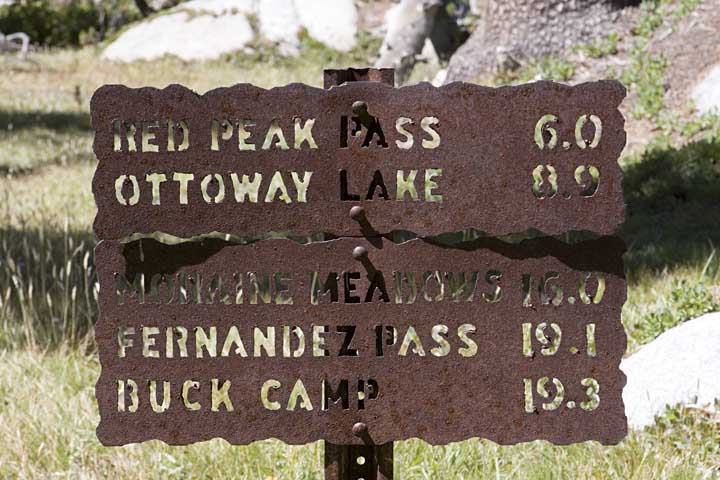 RED PEAK PASS 6.0
OTTOWAY LAKE 8.9
MORAINE MEADOWS 16.0
FERNANDEZ PASS 19.1
BUCK CAMP 19.3